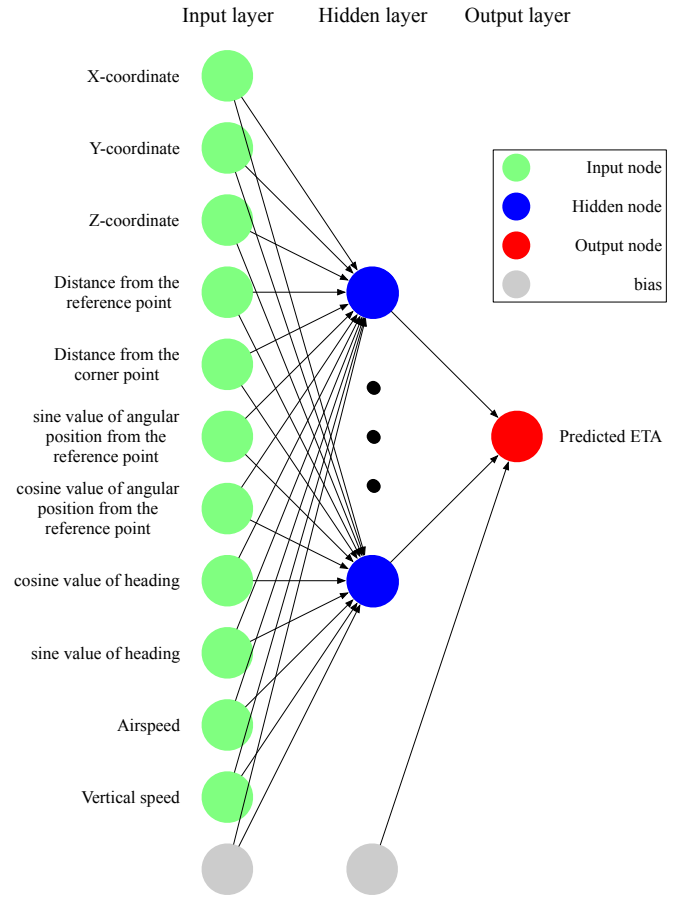 Input layer
Hidden layer
Output layer
X-coordinate
Y-coordinate
Z-coordinate
Distance from the
reference point
Distance from the
corner point
sine value of angular
position from the
reference point
cosine value of angular
position from the
reference point
cosine value of heading
sine value of heading
Airspeed
Vertical speed
Input node
Hidden node
Output node
bias
Predicted ETA